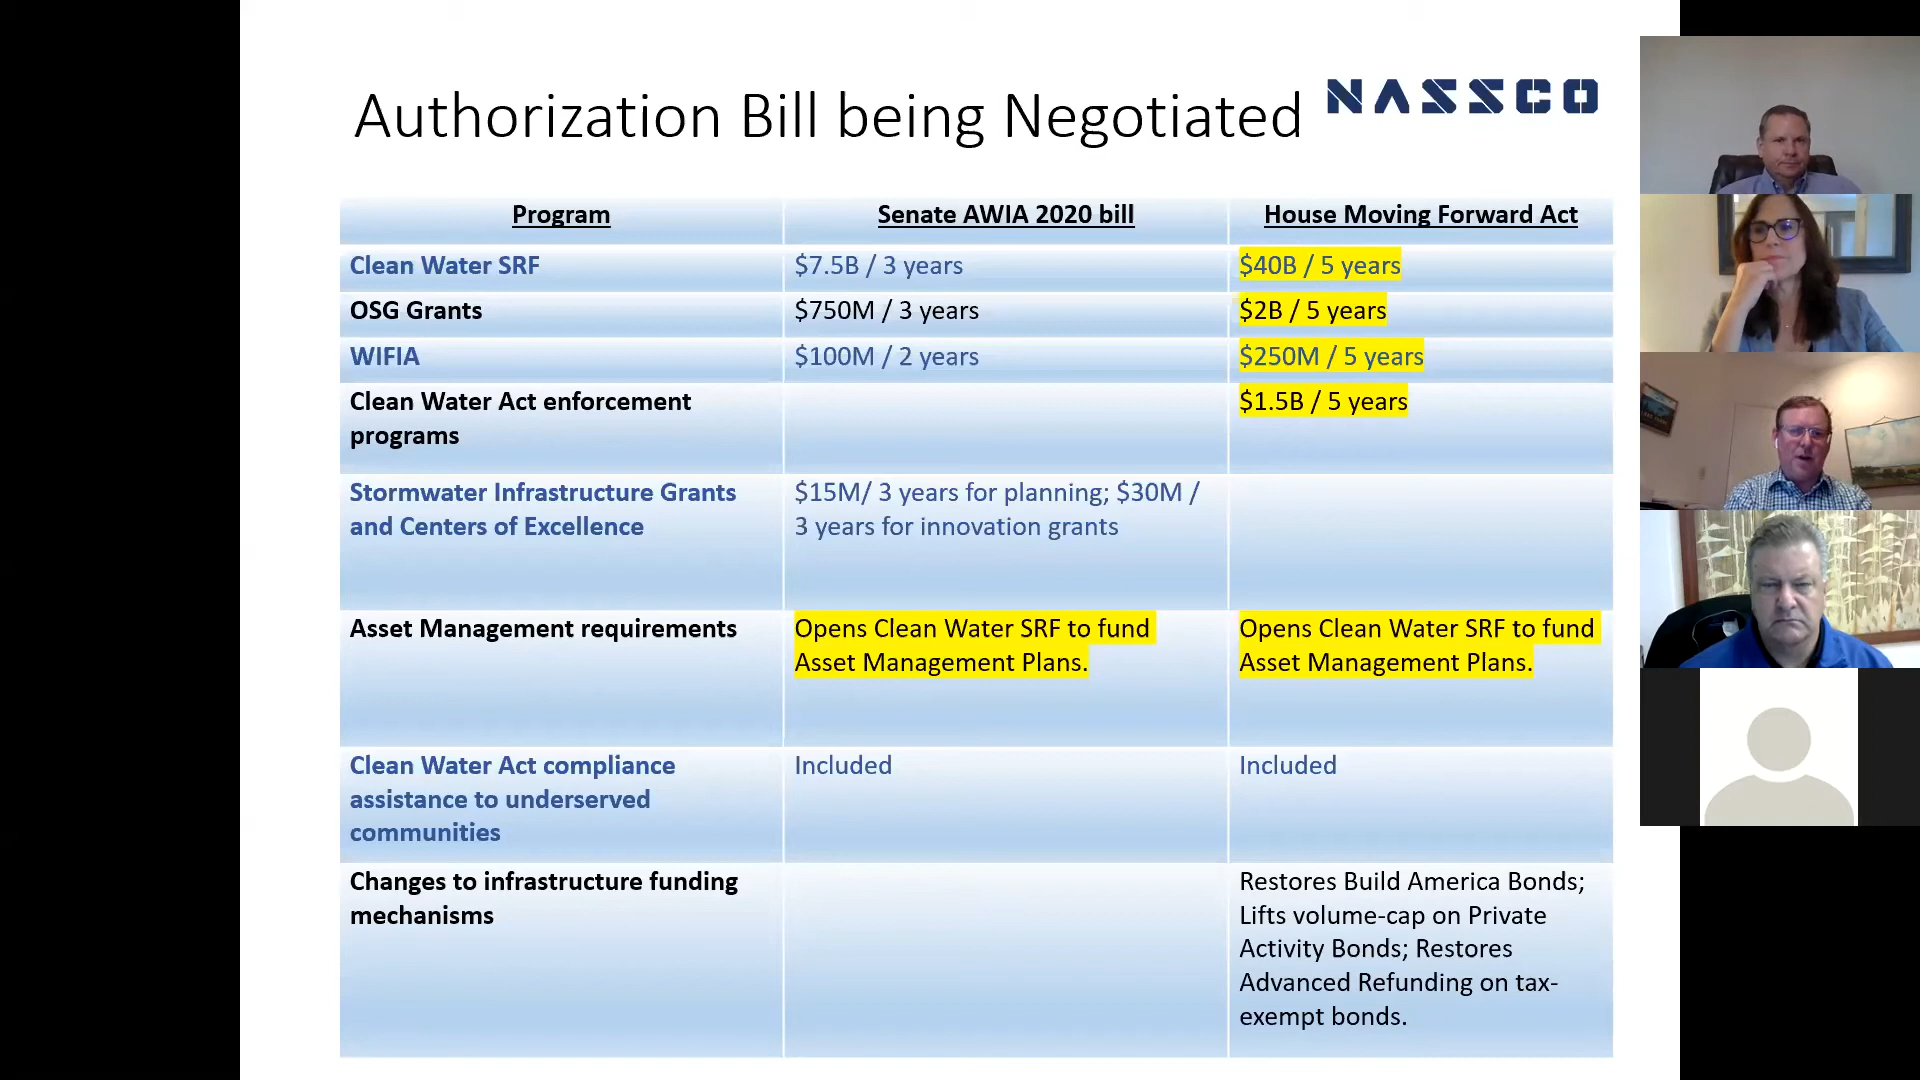 Authorization Bill being Negotiated
NASSCO
Program
Senate AWIA 2020 bill
House Moving Forward Act
Clean Water SRF
$7.5B / 3 years
$40B / 5 years
OSG Grants
$750M / 3 years
$2B / 5 years
WIFIA
$100M / 2 years
$250M / 5 years
Clean Water Act enforcement
programs
$1.5B / 5 years
Stormwater Infrastructure Grants
and Centers of Excellence
$15M/ 3 years for planning; $30M /
3 years for innovation grants
Asset Management requirements
Opens Clean Water SRF to fund
Asset Management Plans.
Opens Clean Water SRF to fund
Asset Management Plans.
Clean Water Act compliance
assistance to underserved
communities
Included
Included
Changes to infrastructure funding
mechanisms
Restores Build America Bonds;
Lifts volume-cap on Private
Activity Bonds; Restores
Advanced Refunding on tax-
exempt bonds.